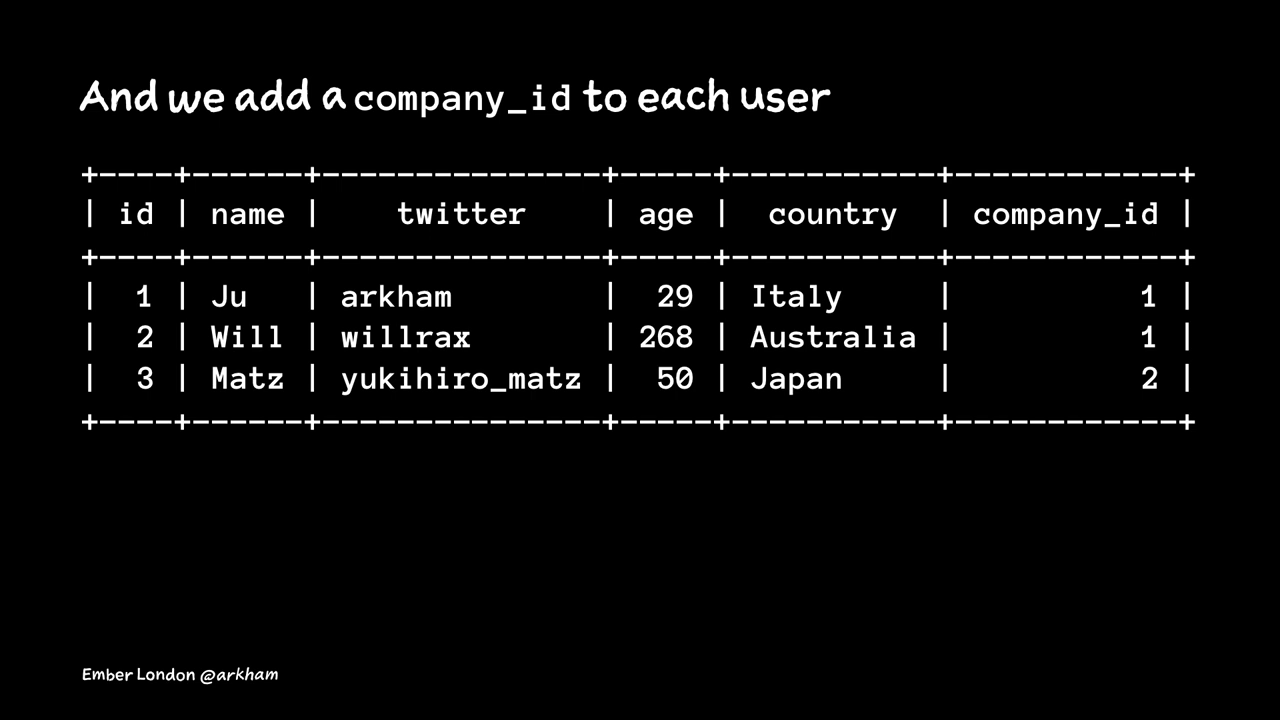 And we add a company_id to each user
+----+------+---------------+-----+-----------+------------+
| id | name |    twitter    | age |  country  | company_id |
+----+------+---------------+-----+-----------+------------+
|  1 | Ju   | arkham        |  29 | Italy     |          1 |
|  2 | Will | willrax       | 268 | Australia |          1 |
|  3 | Matz | yukihiro_matz |  50 | Japan     |          2 |
+----+------+---------------+-----+-----------+------------+
Ember London @arkham